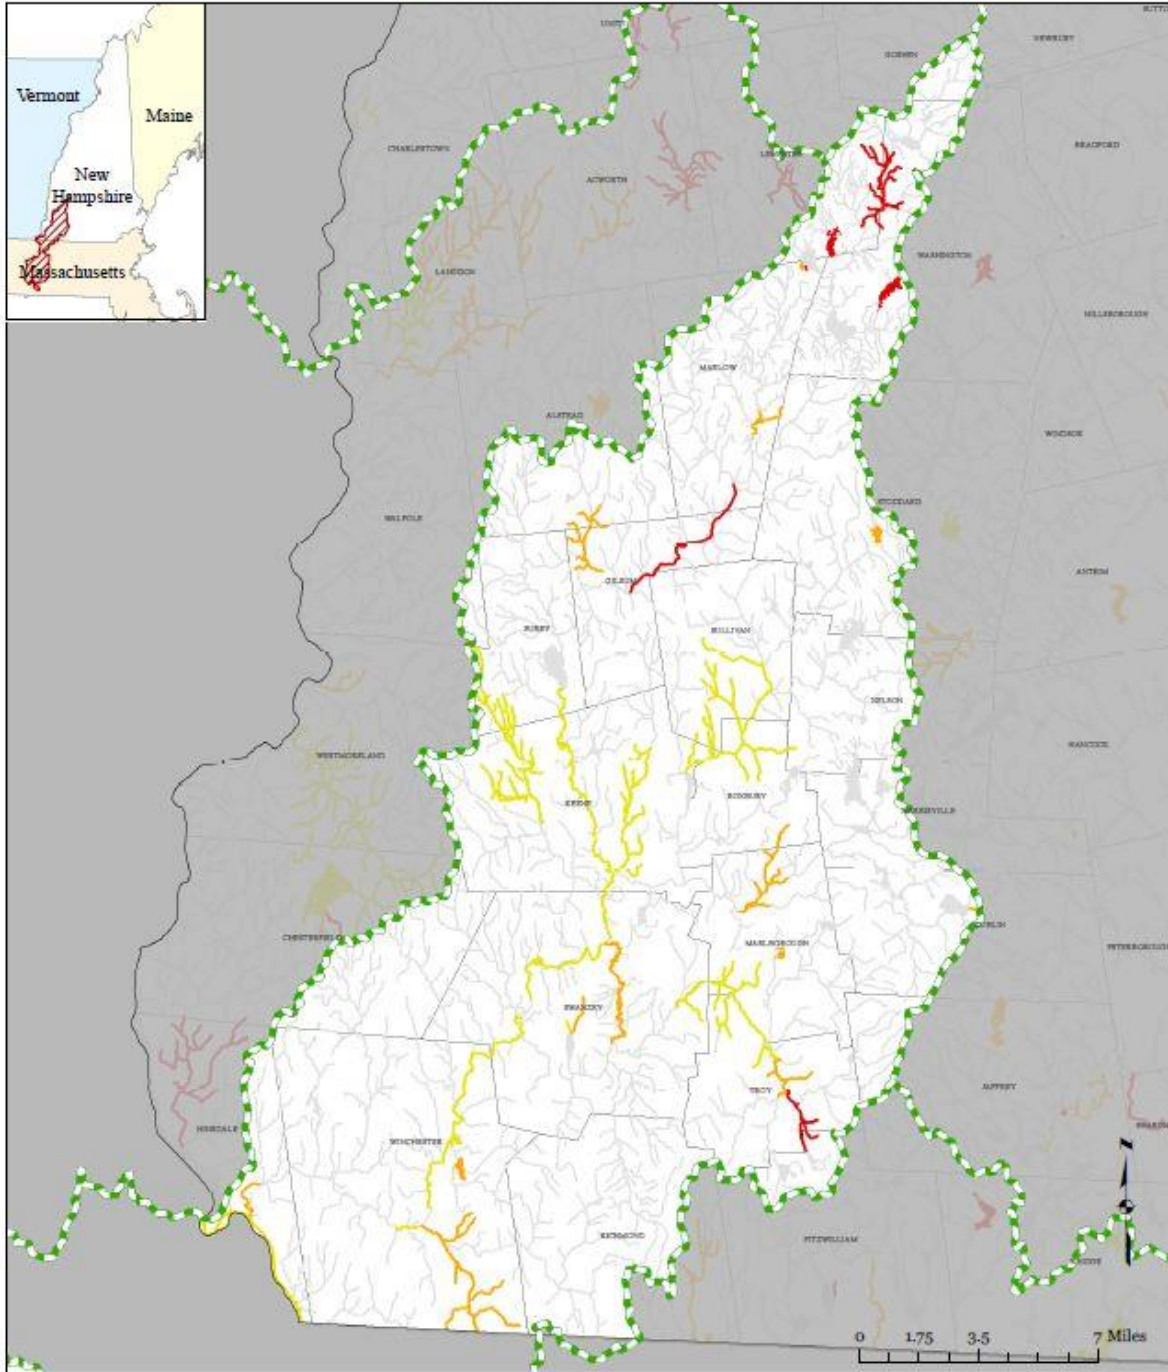 Vermont
Maine
New
Hampshire
Massachusetts
UNITY
GOSHEN
NEWBURY
CHARLESTOWN
BRADFORD
ACWORTH
LANGDON
WASHINGTON
HILLSBOROUGH
MARLOW
ALSTEAD
WINDSOR
WALPOLE
STODDARD
ANTRIM
GILSUM
SURRY
SULLIVAN
NELSON
WESTMORELAND
HANCOCK
KEENE
ROXBURY
HARRISVILLE
CHESTERFIELD
MARLBOROUGH
DUBLIN
PETERBOROUGH
SWANZEY
TROY
JAFFREY
HINSDALE
WINCHESTER
RICHMOND
FITZWILLIAM
0 1.75 3.5 7 Miles